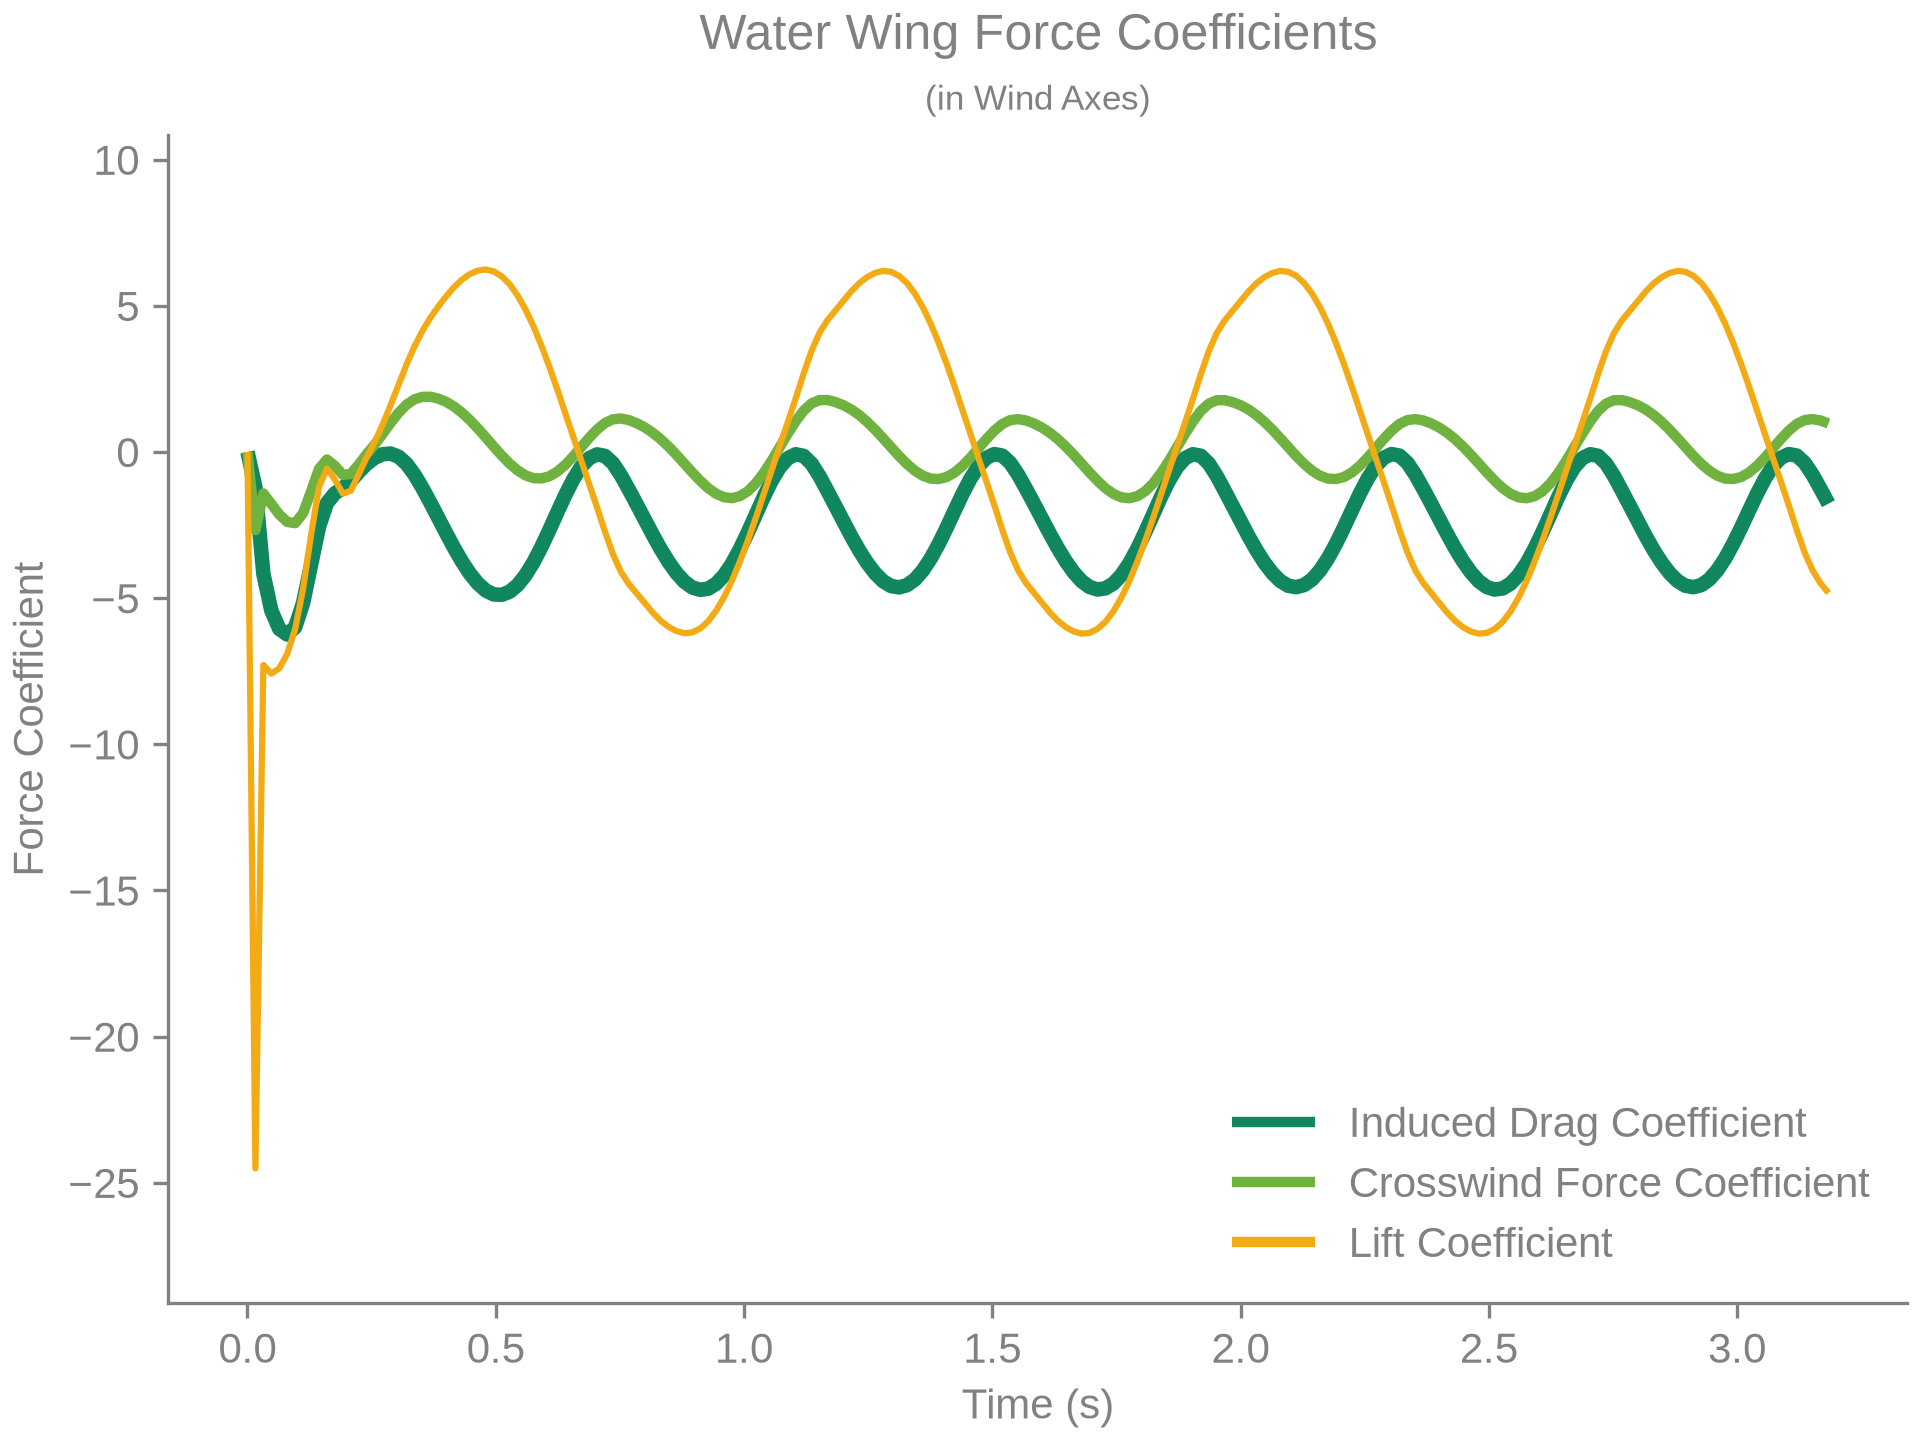 Water Wing Force Coefficients
(in Wind Axes)
10
5
0
−5
−10
−15
−20
−25
Force Coefficient
Induced Drag Coefficient
Crosswind Force Coefficient
Lift Coefficient
0.0 0.5 1.0 1.5 2.0 2.5 3.0
Time (s)